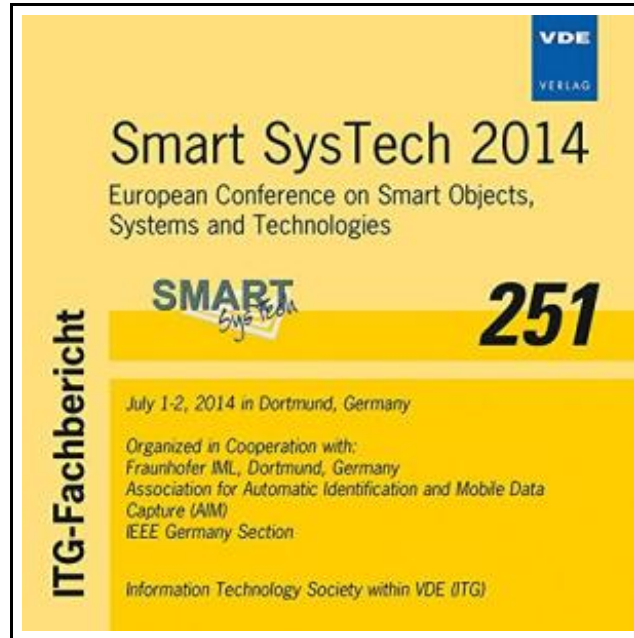 VDE
VERLAG
Smart SysTech 2014
European Conference on Smart Objects,
Systems and Technologies
SMART
SysTech
251
ITG-Fachbericht
July 1-2, 2014 in Dortmund, Germany
Organized in Cooperation with:
Fraunhofer IML, Dortmund, Germany
Association for Automatic Identification and Mobile Data
Capture (AIM)
IEEE Germany Section
Information Technology Society within VDE (ITG)